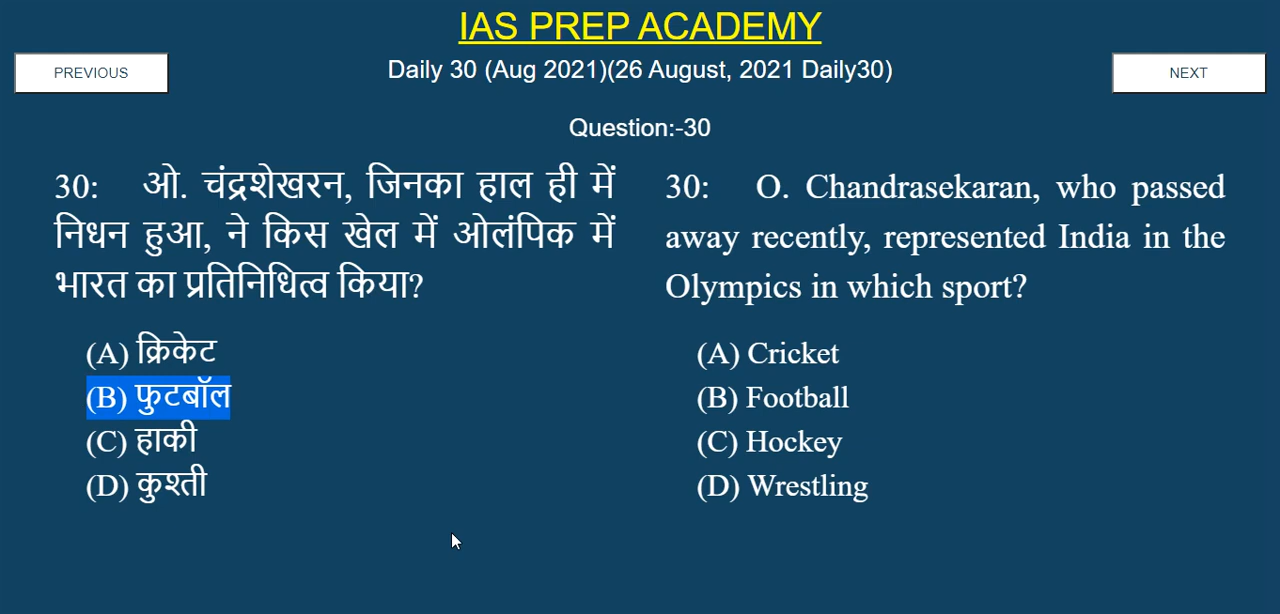 IAS PREP ACADEMY
PREVIOUS
Daily 30 (Aug 2021)(26 August, 2021 Daily30)
NEXT
Question:-30
30: ओ. चंद्रशेखरन, जिनका हाल ही में
निधन हुआ, ने किस खेल में ओलंपिक में
भारत का प्रतिनिधित्व किया?
(A) क्रिकेट
(B) फुटबॉल
(C) हाकी
(D) कुश्ती
30: O. Chandrasekaran, who passed
away recently, represented India in the
Olympics in which sport?
(A) Cricket
(B) Football
(C) Hockey
(D) Wrestling